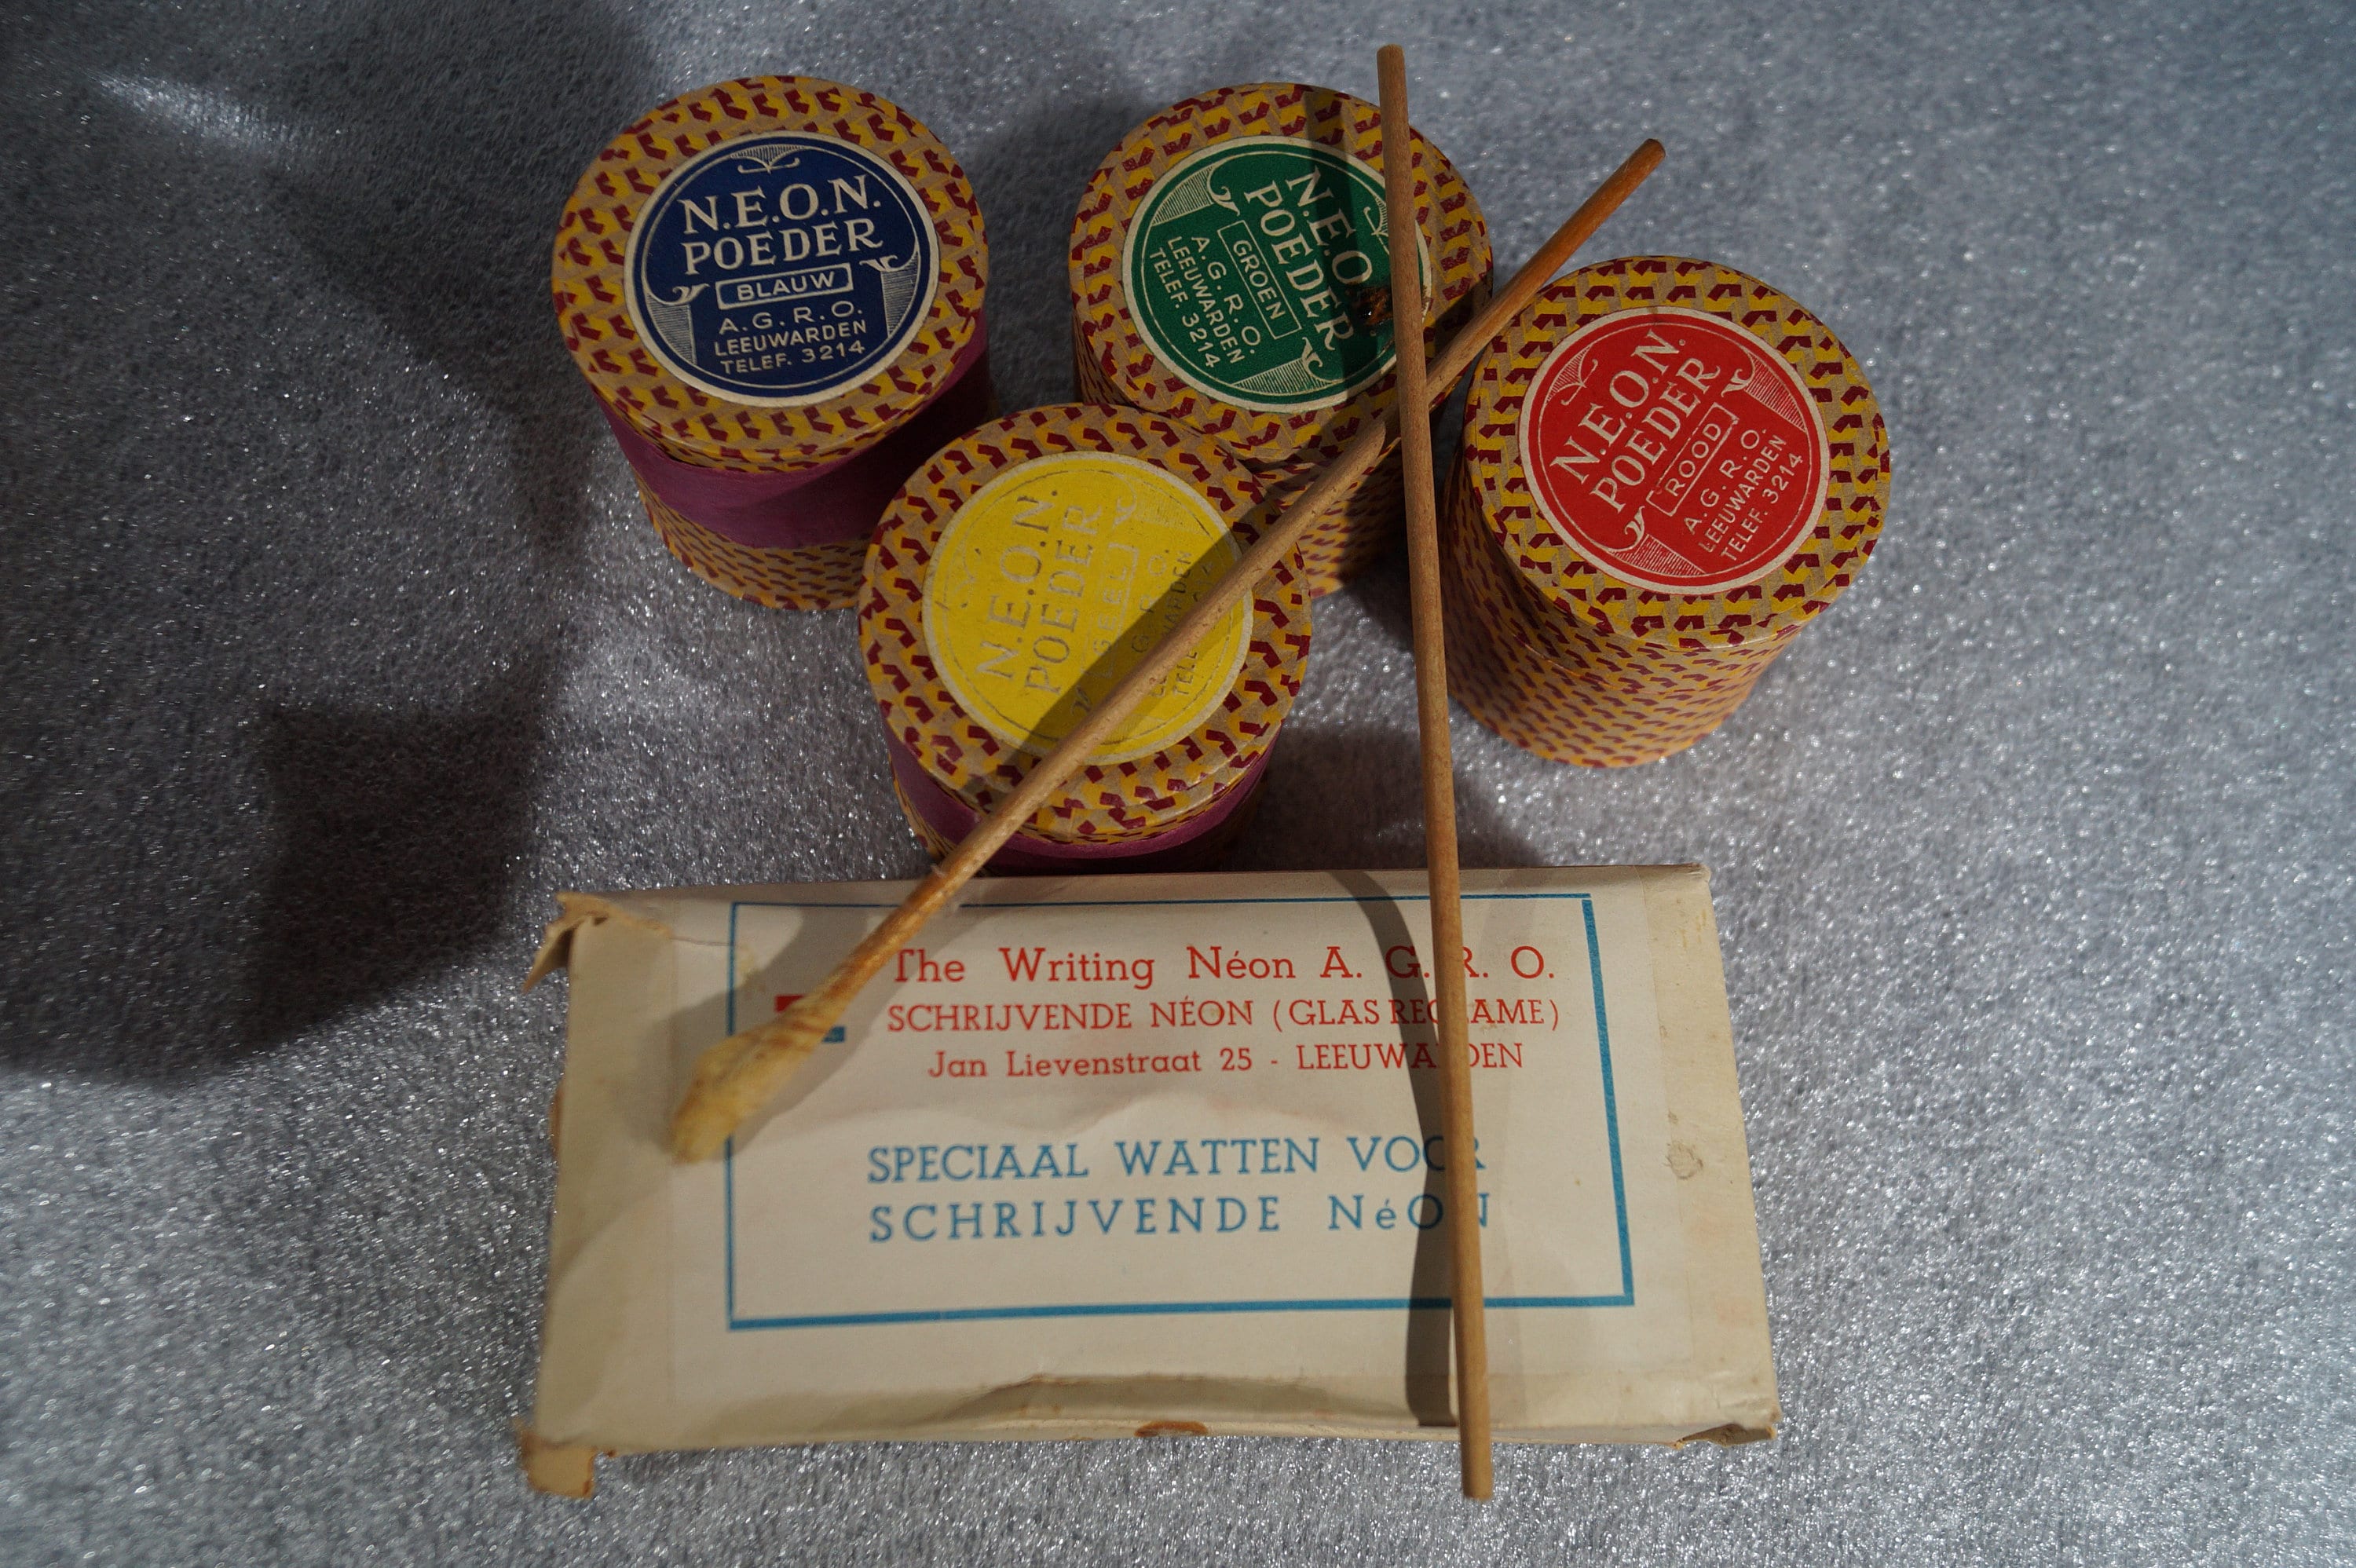 N.E.O.N.
POEDER
BLAUW
A.G.R.O.
LEEUWARDEN
TELEF. 3214
N.E.O
POEDER
GROEN
A.G.R.O.
LEEUWARDEN
TELEF. 3214
N.E.O.N.
POEDER
ROOD
A.G.R.O.
LEEUWARDEN
TELEF. 3214
N.E.O.N.
POEDER
The Writing Néon A. G. R. O.
SCHRIJVENDE NÉON (GLAS RECLAME)
Jan Lievenstraat 25 - LEEUWARDEN
SPECIAAL WATTEN VOOR
SCHRIJVENDE NéON